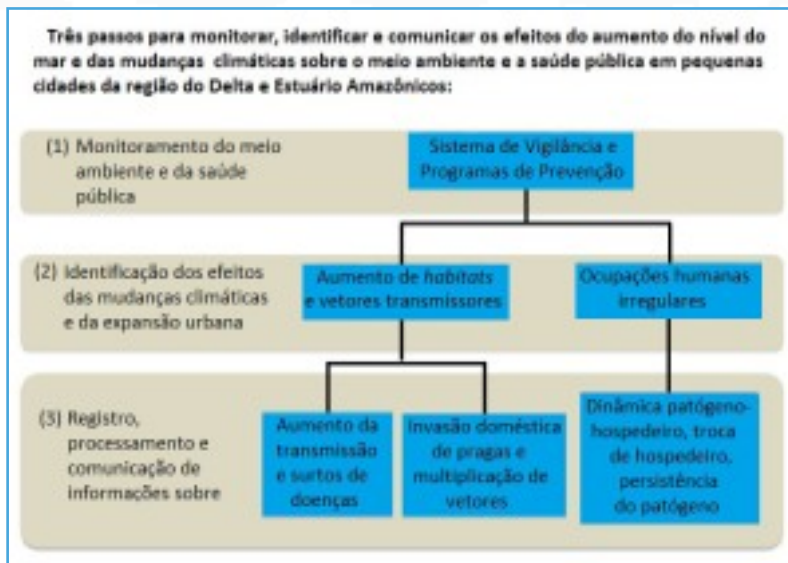 Três passos para monitorar, identificar e comunicar os efeitos do aumento do nível do
mar e das mudanças climáticas sobre o meio ambiente e a saúde pública em pequenas
cidades da região do Delta e Estuário Amazônicos:
(1) Monitoramento do meio
ambiente e da saúde
pública
Sistema de Vigilância e
Programas de Prevenção
(2) Identificação dos efeitos
das mudanças climáticas
e da expansão urbana
Aumento de habitats
e vetores transmissores
Ocupações humanas
irregulares
(3) Registro,
processamento e
comunicação de
informações sobre
Aumento da
transmissão
e surtos de
doenças
Invasão doméstica
de pragas e
multiplicação de
vetores
Dinâmica patógeno-
hospedeiro, troca
de hospedeiro,
persistência
do patógeno